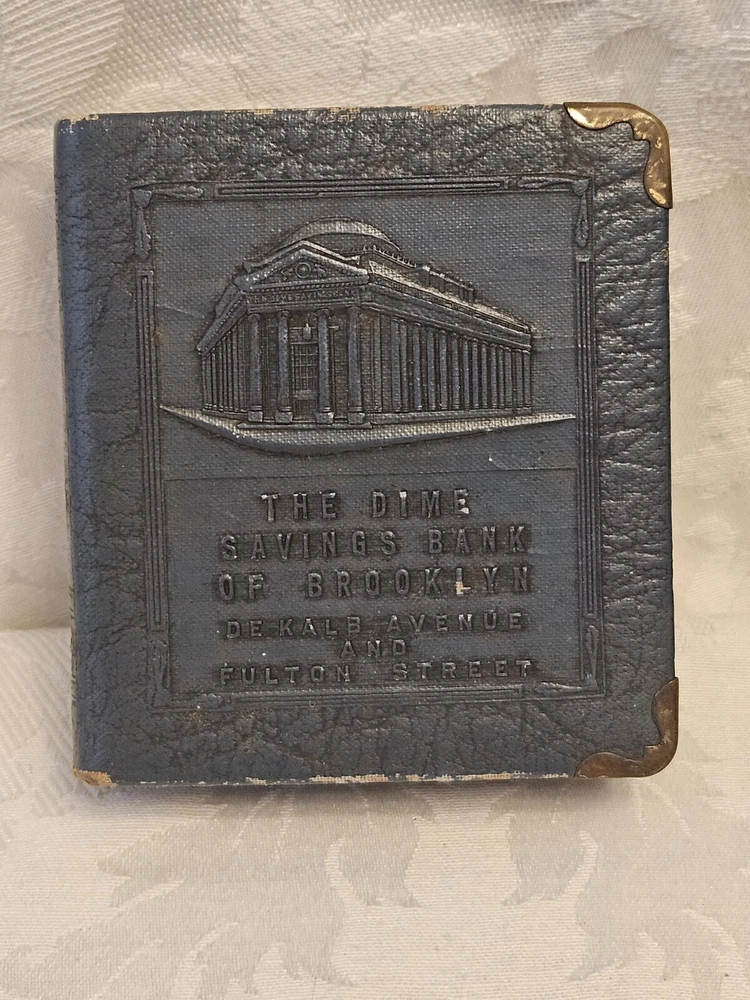 THE DIME
SAVINGS BANK
OF BROOKLYN
DE KALB AVENUE
AND
FULTON STREET